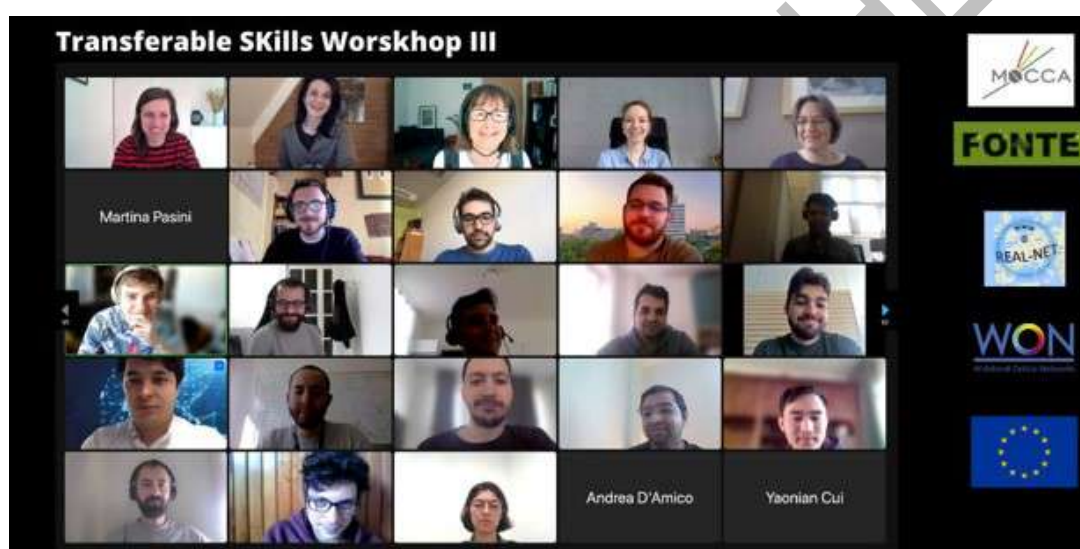 Transferable SKills Worskhop III
MOCCA
FONTE
Martina Pasini
REAL-NET
WON
Andrea D'Amico
Yaonian Cui